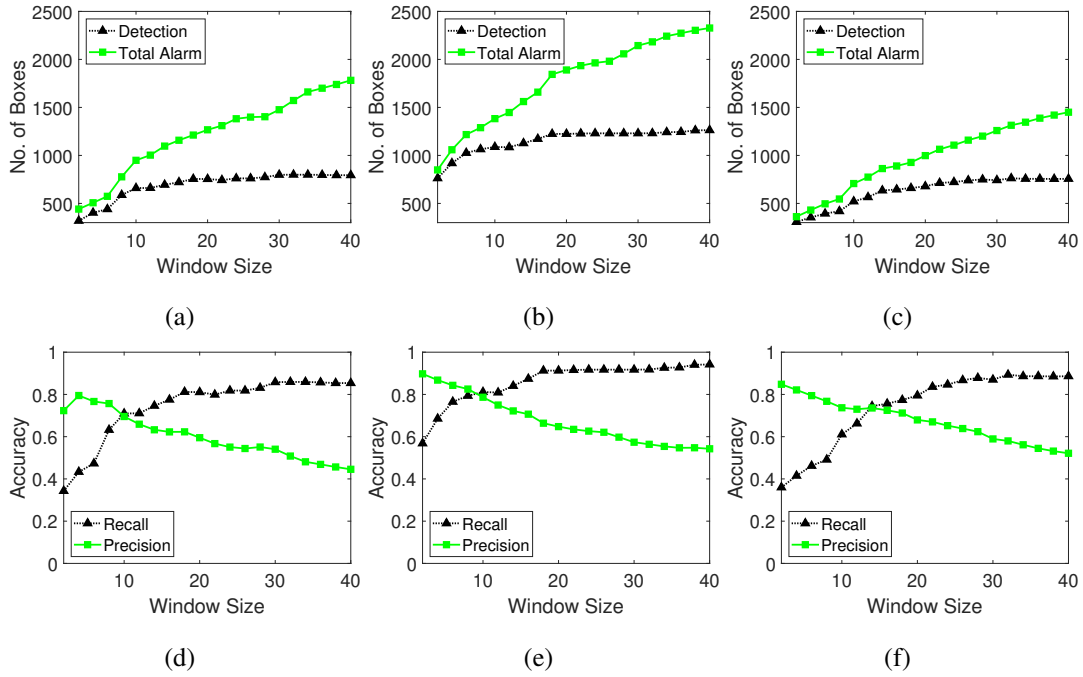 2500
2000
1500
1000
500
No. of Boxes
Detection
Total Alarm
10
20
30
40
Window Size
(a)
2500
2000
1500
1000
500
No. of Boxes
Detection
Total Alarm
10
20
30
40
Window Size
(b)
2500
2000
1500
1000
500
No. of Boxes
Detection
Total Alarm
10
20
30
40
Window Size
(c)
1
0.8
0.6
0.4
0.2
0
Accuracy
Recall
Precision
10
20
30
40
Window Size
(d)
1
0.8
0.6
0.4
0.2
0
Accuracy
Recall
Precision
10
20
30
40
Window Size
(e)
1
0.8
0.6
0.4
0.2
0
Accuracy
Recall
Precision
10
20
30
40
Window Size
(f)